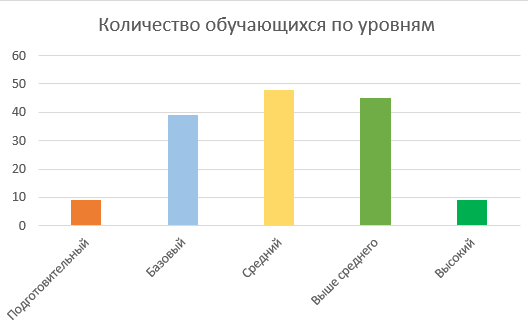 Количество обучающихся по уровням
60
50
40
30
20
10
0
Подготовительный
Базовый
Средний
Выше среднего
Высокий